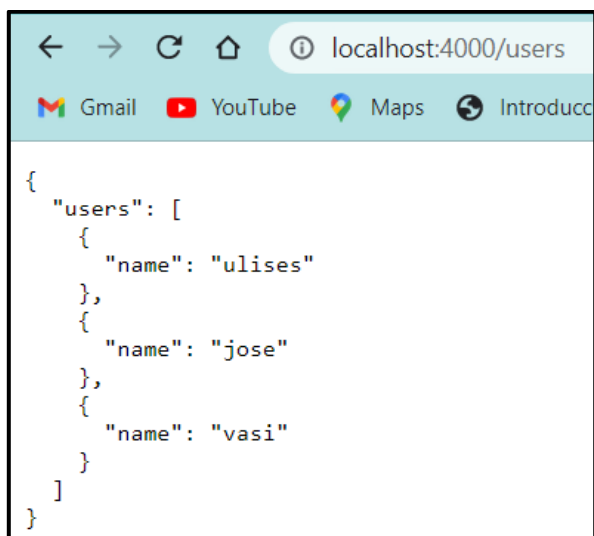 localhost:4000/users
Gmail YouTube Maps Introducc
{
  "users": [
    {
      "name": "ulises"
    },
    {
      "name": "jose"
    },
    {
      "name": "vasi"
    }
  ]
}